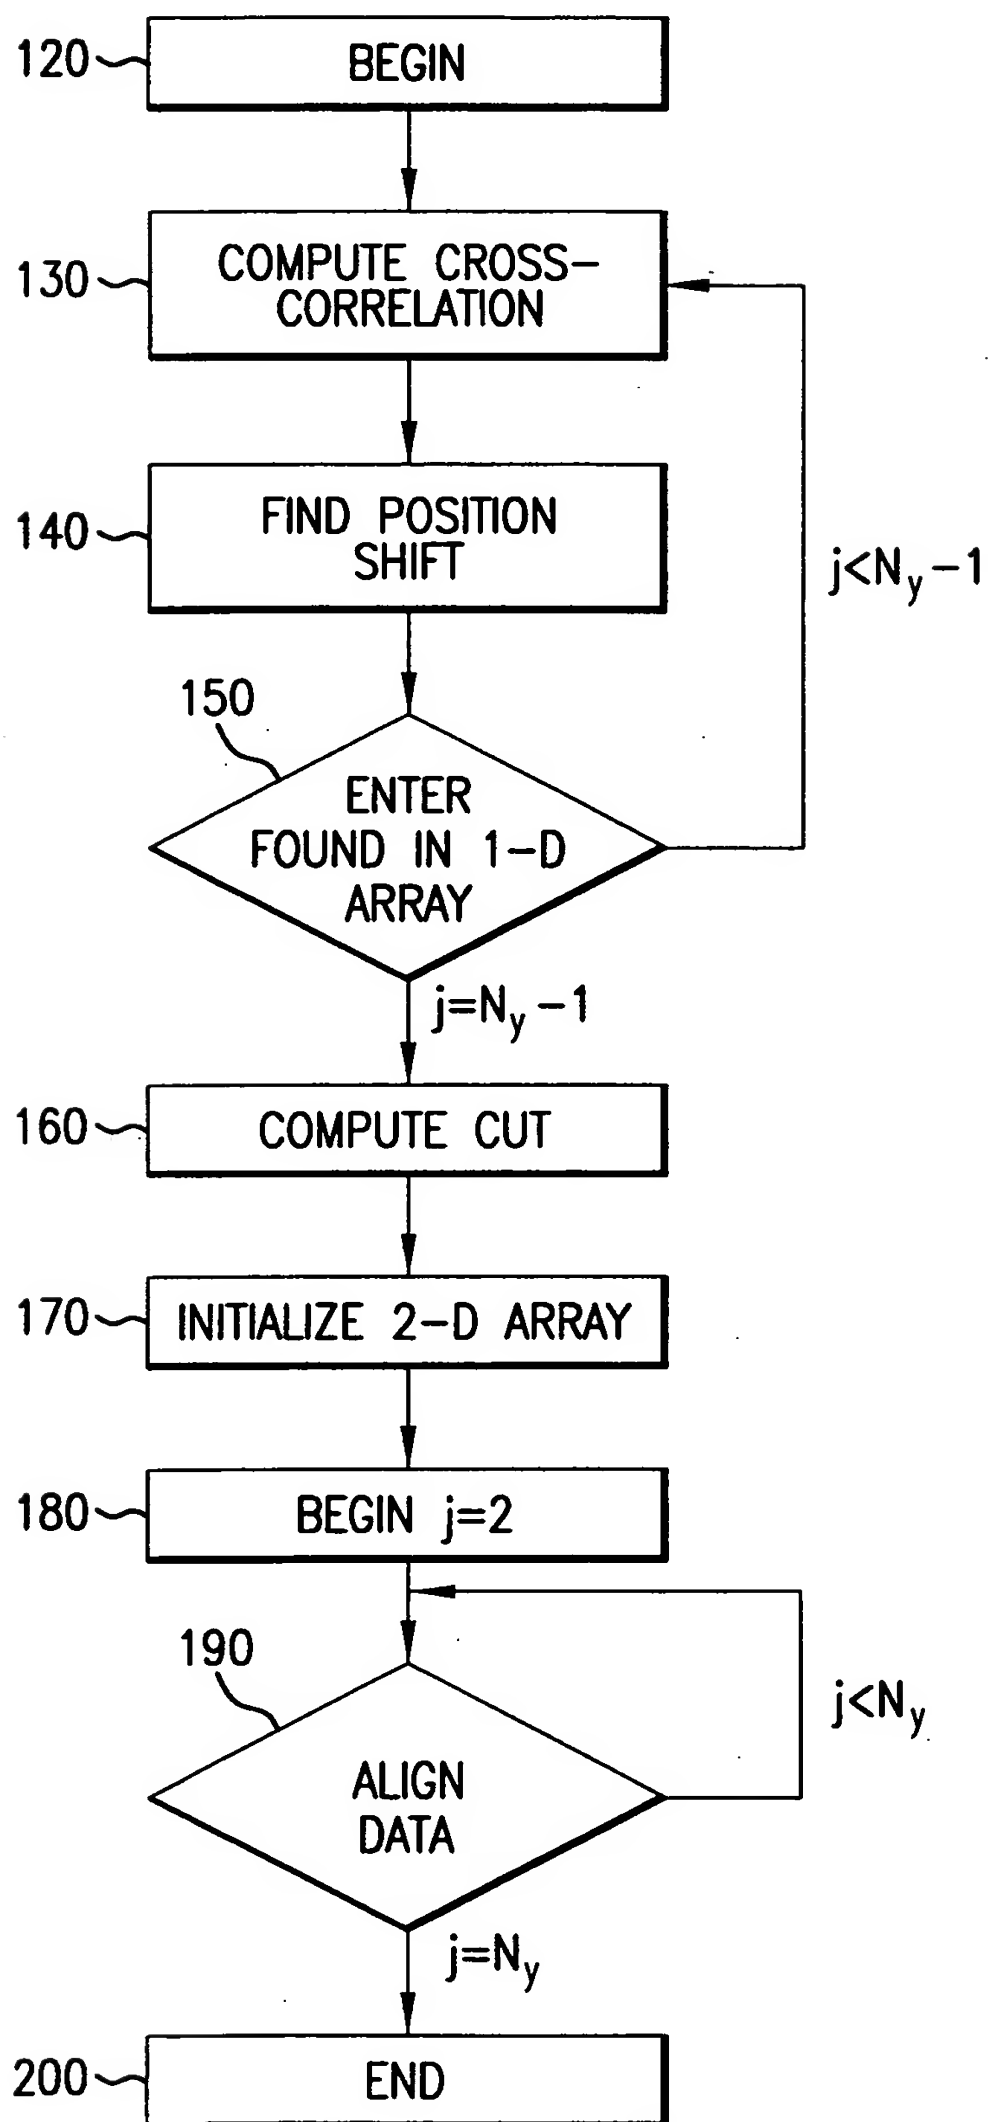 120
BEGIN
130
COMPUTE CROSS-
CORRELATION
140
FIND POSITION
SHIFT
j<Ny-1
150
ENTER
FOUND IN 1-D
ARRAY
j=Ny-1
160
COMPUTE CUT
170
INITIALIZE 2-D ARRAY
180
BEGIN j=2
190
ALIGN
DATA
j<Ny
j=Ny
200
END